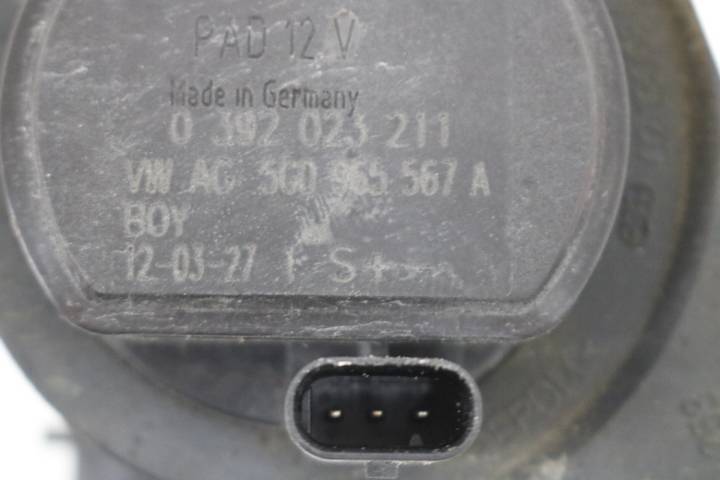 PAD 12 V
Made in Germany
0 392 023 211
VW AG 5G0 965 567 A
BOY
12-03-27